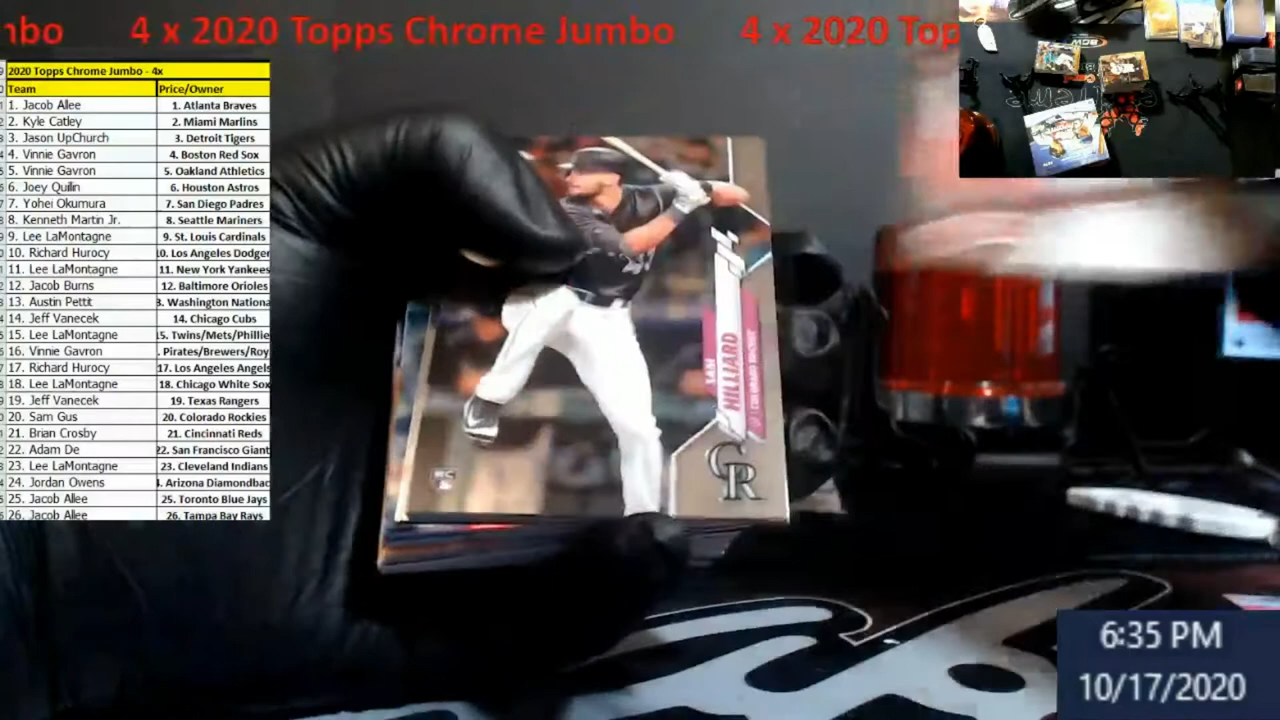 nbo 4 x 2020 Topps Chrome Jumbo 4 x 2020 Top
2020 Topps Chrome Jumbo - 4x
Team Price/Owner
1. Jacob Allee 1. Atlanta Braves
2. Kyle Catley 2. Miami Marlins
3. Jason UpChurch 3. Detroit Tigers
4. Vinnie Gavron 4. Boston Red Sox
5. Vinnie Gavron 5. Oakland Athletics
6. Joey Quilin 6. Houston Astros
7. Yohei Okumura 7. San Diego Padres
8. Kenneth Martin Jr. 8. Seattle Mariners
9. Lee LaMontagne 9. St. Louis Cardinals
10. Richard Hurocy 10. Los Angeles Dodger
11. Lee LaMontagne 11. New York Yankees
12. Jacob Burns 12. Baltimore Orioles
13. Austin Pettit 3. Washington Nationa
14. Jeff Vanecek 14. Chicago Cubs
15. Lee LaMontagne 15. Twins/Mets/Phillie
16. Vinnie Gavron . Pirates/Brewers/Roy
17. Richard Hurocy 17. Los Angeles Angels
18. Lee LaMontagne 18. Chicago White Sox
19. Jeff Vanecek 19. Texas Rangers
20. Sam Gus 20. Colorado Rockies
21. Brian Crosby 21. Cincinnati Reds
22. Adam De 22. San Francisco Giant
23. Lee LaMontagne 23. Cleveland Indians
24. Jordan Owens . Arizona Diamondbac
25. Jacob Allee 25. Toronto Blue Jays
26. Jacob Allee 26. Tampa Bay Rays
SAM
HILLIARD
COLORADO ROCKIES
CR
RC
6:35 PM
10/17/2020